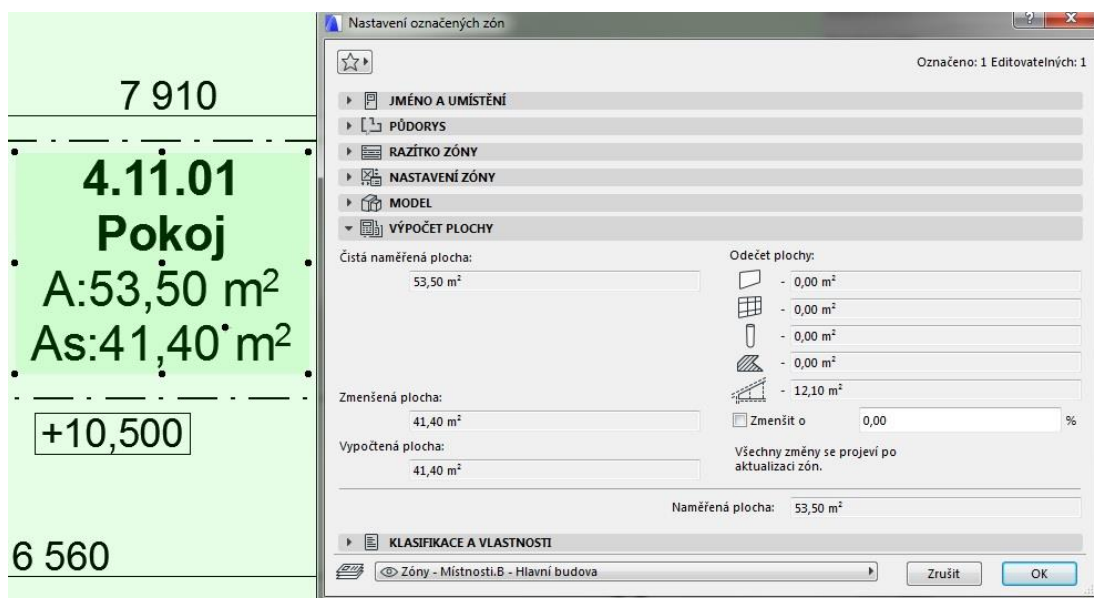 7 910
4.11.01
Pokoj
A:53,50 m²
As:41,40 m²
+10,500
6 560
Nastavení označených zón
?
x
Označeno: 1 Editovatelných: 1
JMÉNO A UMÍSTĚNÍ
PŮDORYS
RAZÍTKO ZÓNY
NASTAVENÍ ZÓNY
MODEL
VÝPOČET PLOCHY
Čistá naměřená plocha:
53,50 m²
Odečet plochy:
- 0,00 m²
- 0,00 m²
- 0,00 m²
- 0,00 m²
- 12,10 m²
Zmenšená plocha:
41,40 m²
Zmenšit o 0,00 %
Vypočtená plocha:
41,40 m²
Všechny změny se projeví po
aktualizaci zón.
Naměřená plocha: 53,50 m²
KLASIFIKACE A VLASTNOSTI
Zóny - Místnosti.B - Hlavní budova
Zrušit
OK